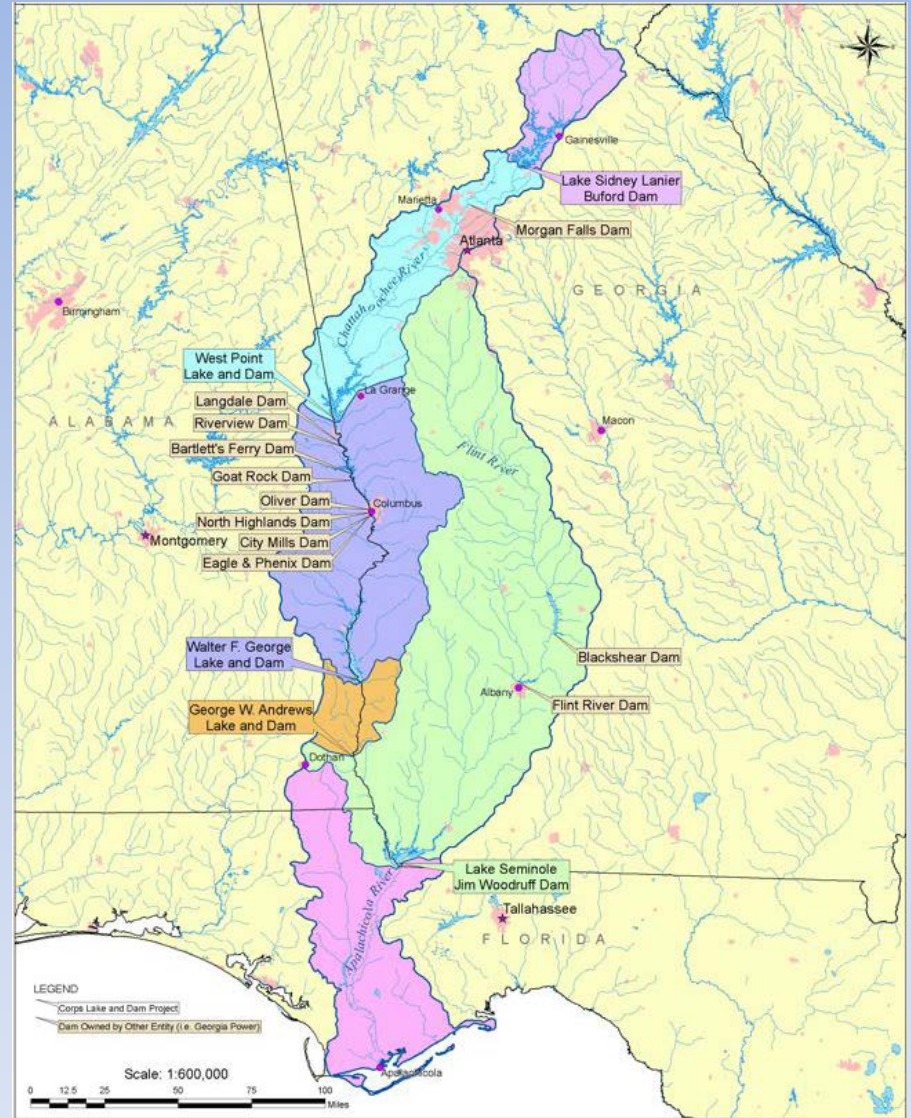 Gainesville
Lake Sidney Lanier
Buford Dam
Marietta
Morgan Falls Dam
Atlanta
Chattahoochee River
GEORGIA
Birmingham
West Point
Lake and Dam
La Grange
Langdale Dam
ALABAMA
Riverview Dam
Macon
Bartlett's Ferry Dam
Flint River
Goat Rock Dam
Oliver Dam
Columbus
North Highlands Dam
Montgomery
City Mills Dam
Eagle & Phenix Dam
Walter F. George
Lake and Dam
Blackshear Dam
Albany
Flint River Dam
George W. Andrews
Lake and Dam
Dothan
Lake Seminole
Jim Woodruff Dam
Apalachicola River
Tallahassee
FLORIDA
LEGEND
Corps Lake and Dam Project
Dam Owned by Other Entity (i.e. Georgia Power)
Scale: 1:600,000
Apalachicola
0 12.5 25 50 75 100
Miles